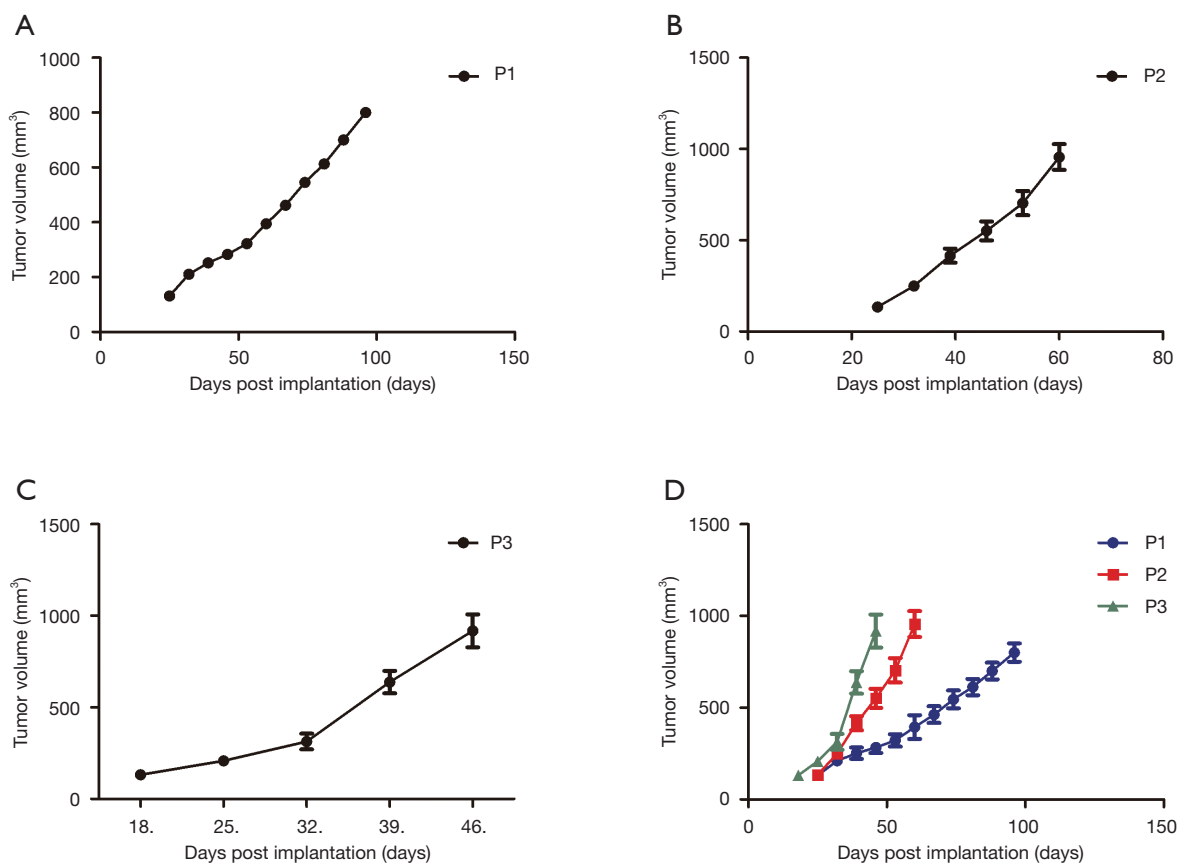 A
1000
800
600
400
200
0
Tumor volume (mm³)
P1
0 50 100 150
Days post implantation (days)
B
1500
1000
500
0
Tumor volume (mm³)
P2
0 20 40 60 80
Days post implantation (days)
C
1500
1000
500
0
Tumor volume (mm³)
P3
18. 25. 32. 39. 46.
Days post implantation (days)
D
1500
1000
500
0
Tumor volume (mm³)
P1
P2
P3
0 50 100 150
Days post implantation (days)